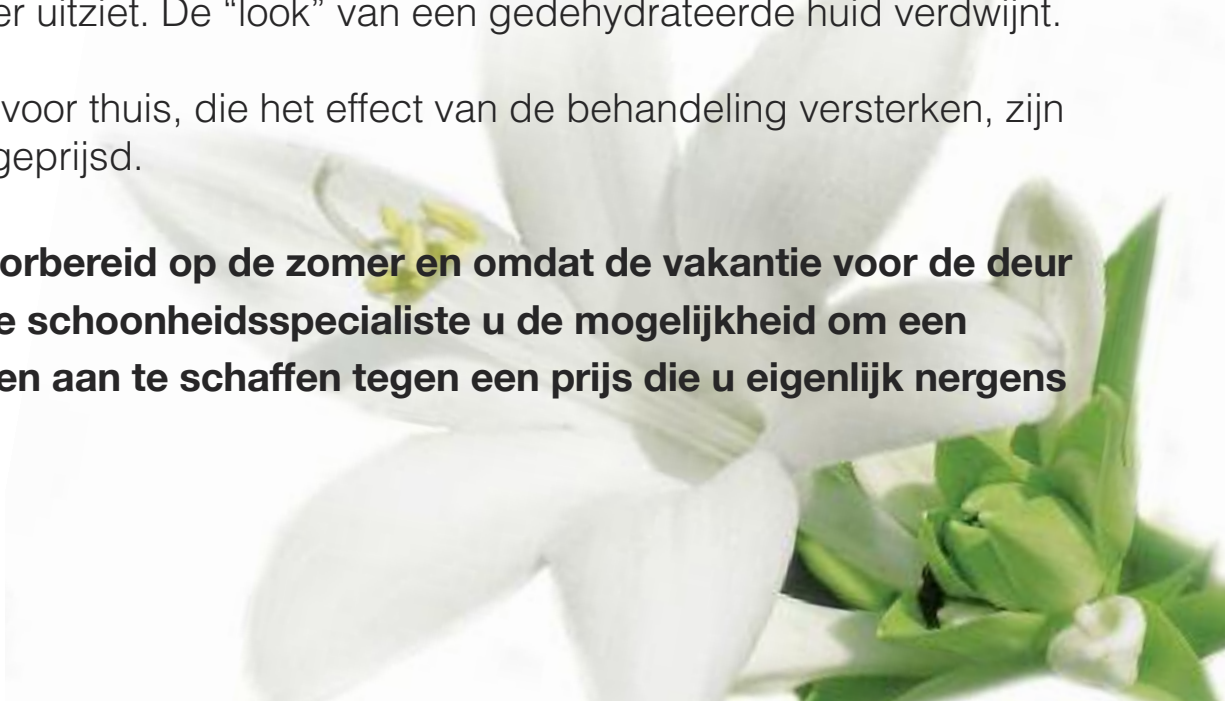 er uitziet. De “look” van een gedehydrateerde huid verdwijnt.
voor thuis, die het effect van de behandeling versterken, zijn
geprijsd.
orbereid op de zomer en omdat de vakantie voor de deur
e schoonheidsspecialiste u de mogelijkheid om een
en aan te schaffen tegen een prijs die u eigenlijk nergens